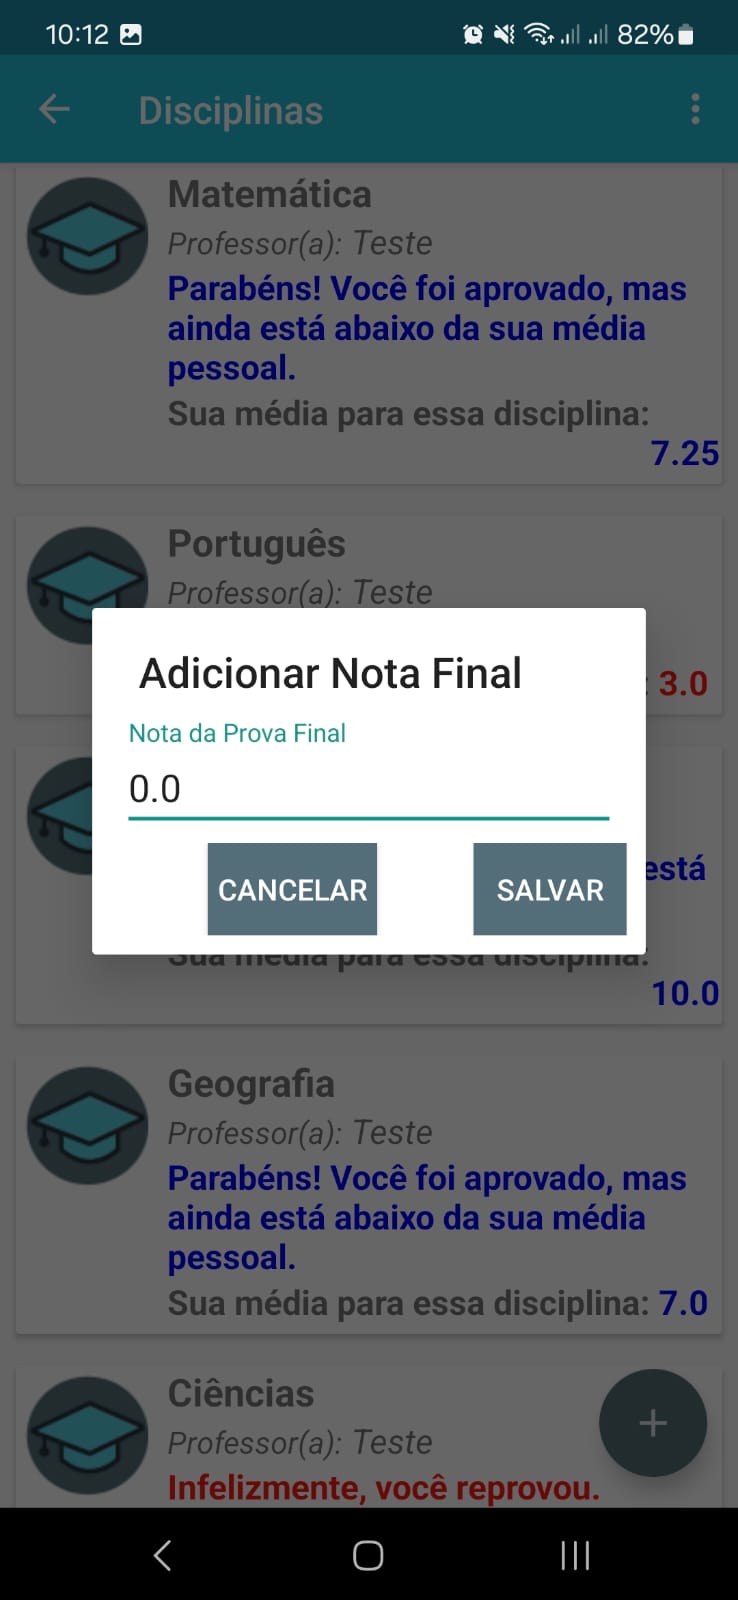 10:12
82%
Disciplinas
Matemática
Professor(a): Teste
Parabéns! Você foi aprovado, mas
ainda está abaixo da sua média
pessoal.
Sua média para essa disciplina:
7.25
Português
Professor(a): Teste
: 3.0
Adicionar Nota Final
Nota da Prova Final
0.0
CANCELAR
SALVAR
está
Sua média para essa disciplina:
10.0
Geografia
Professor(a): Teste
Parabéns! Você foi aprovado, mas
ainda está abaixo da sua média
pessoal.
Sua média para essa disciplina: 7.0
Ciências
Professor(a): Teste
Infelizmente, você reprovou.